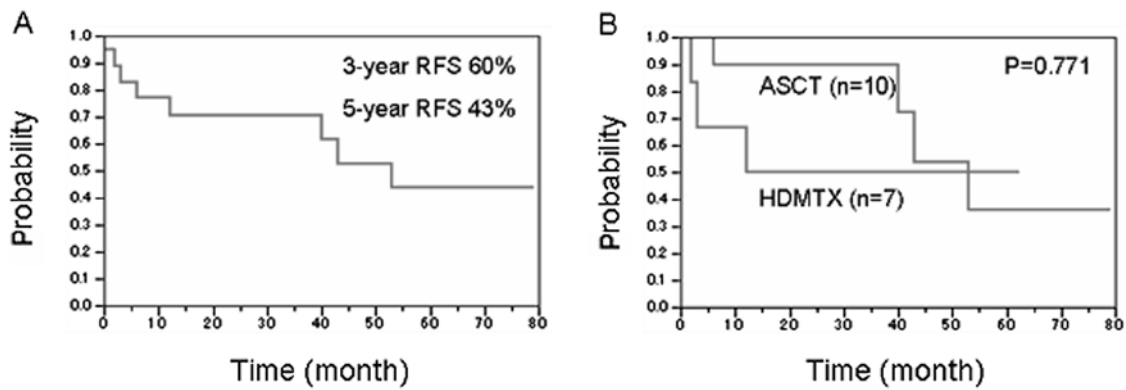 A
Probability
1.0
0.9
0.8
0.7
0.6
0.5
0.4
0.3
0.2
0.1
0.0
3-year RFS 60%
5-year RFS 43%
0 10 20 30 40 50 60 70 80
Time (month)
B
Probability
1.0
0.9
0.8
0.7
0.6
0.5
0.4
0.3
0.2
0.1
0.0
P=0.771
ASCT (n=10)
HDMTX (n=7)
0 10 20 30 40 50 60 70 80
Time (month)